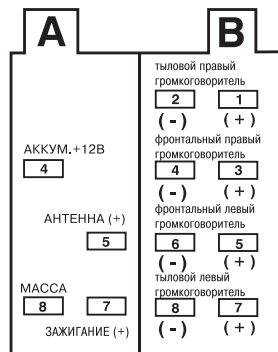 A
АККУМ.+12В
4
АНТЕННА (+)
5
МАССА
8 7
ЗАЖИГАНИЕ (+)
B
тыловой правый
громкоговоритель
2 1
(-) (+)
фронтальный правый
громкоговоритель
4 3
(-) (+)
фронтальный левый
громкоговоритель
6 5
(-) (+)
тыловой левый
громкоговоритель
8 7
(-) (+)